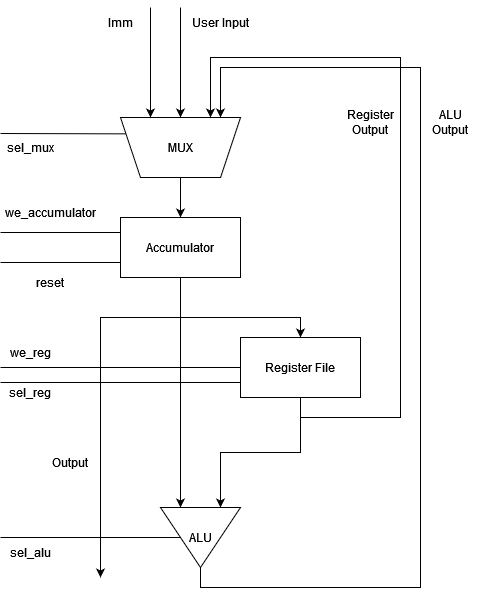 Imm
User Input
Register
Output
ALU
Output
MUX
sel_mux
we_accumulator
Accumulator
reset
we_reg
Register File
sel_reg
Output
ALU
sel_alu